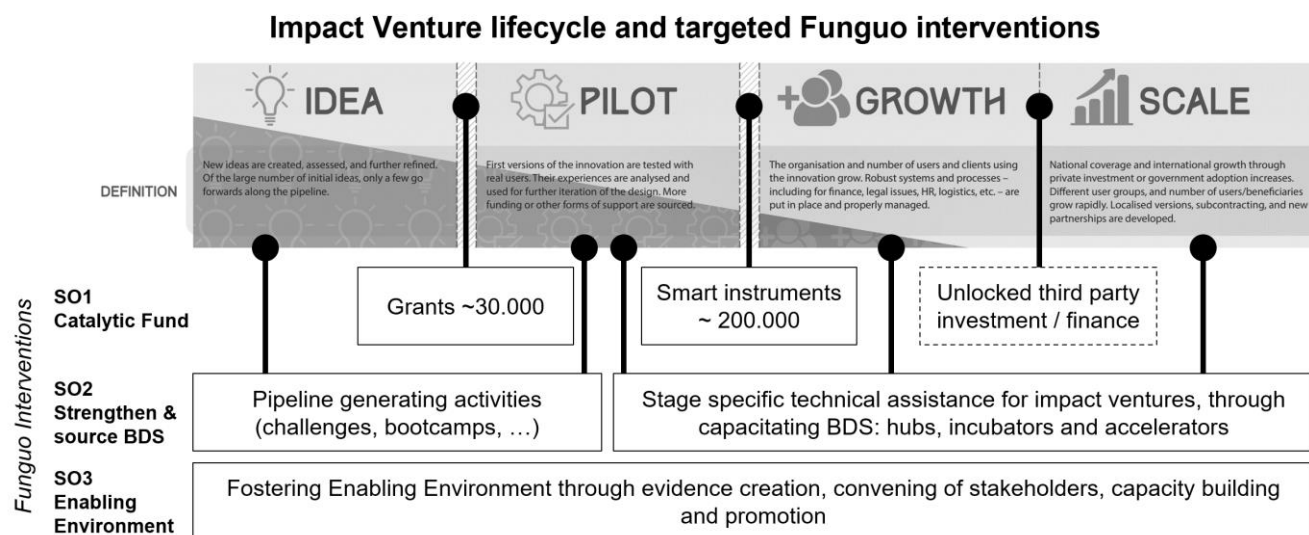 Impact Venture lifecycle and targeted Funguo interventions
IDEA
PILOT
GROWTH
SCALE
DEFINITION
New ideas are created, assessed, and further refined.
Of the large number of initial ideas, only a few go
forwards along the pipeline.
First versions of the innovation are tested with
real users. Their experiences are analysed and
used for further iteration of the design. More
funding or other forms of support are sourced.
The organisation and number of users and clients using
the innovation grow. Robust systems and processes –
including for finance, legal issues, HR, logistics, etc. – are
put in place and properly managed.
National coverage and international growth through
private investment or government adoption increases.
Different user groups, and number of users/beneficiaries
grow rapidly. Localised versions, subcontracting, and new
partnerships are developed.
Funguo Interventions
SO1
Catalytic Fund
Grants ~30.000
Smart instruments
~ 200.000
Unlocked third party
investment / finance
SO2
Strengthen &
source BDS
Pipeline generating activities
(challenges, bootcamps, …)
Stage specific technical assistance for impact ventures, through
capacitating BDS: hubs, incubators and accelerators
SO3
Enabling
Environment
Fostering Enabling Environment through evidence creation, convening of stakeholders, capacity building
and promotion